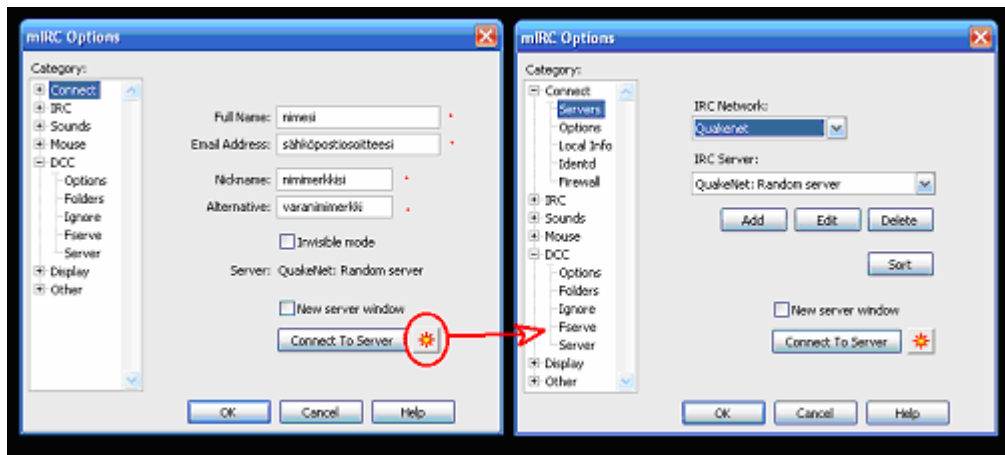 mIRC Options
Category:
Connect
IRC
Sounds
Mouse
DCC
Options
Folders
Ignore
Fserve
Server
Display
Other
Full Name: nimesi *
Email Address: sähköpostiosoitteesi *
Nickname: nimimerkkisi *
Alternative: varanimimerkki *
Invisible mode
Server: QuakeNet: Random server
New server window
Connect To Server
OK Cancel Help
mIRC Options
Category:
Connect
Servers
Options
Local Info
Identd
Firewall
IRC
Sounds
Mouse
DCC
Options
Folders
Ignore
Fserve
Server
Display
Other
IRC Network:
Quakenet
IRC Server:
QuakeNet: Random server
Add Edit Delete
Sort
New server window
Connect To Server
OK Cancel Help